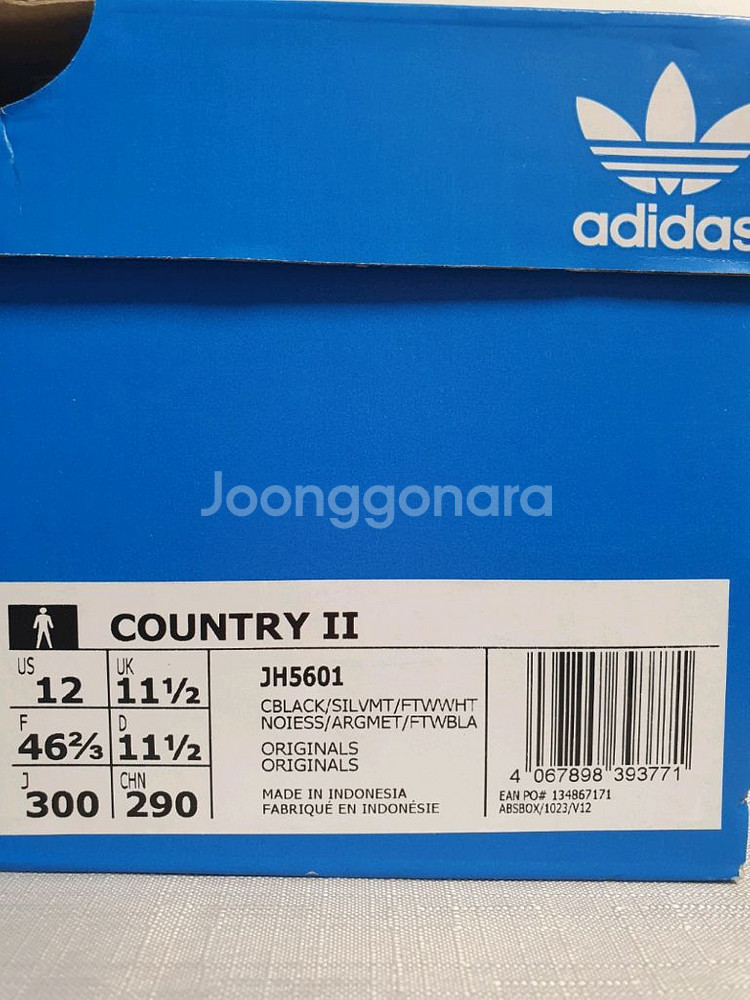 adidas
Joonggonara
COUNTRY II
US 12
UK 11½
F 46⅔
D 11½
J 300
CHN 290
JH5601
CBLACK/SILVMT/FTWWHT
NOIESS/ARGMET/FTWBLA
ORIGINALS
ORIGINALS
MADE IN INDONESIA
FABRIQUÉ EN INDONÉSIE
4 067898 393771
EAN PO# 134867171
ABSBOX/1023/V12